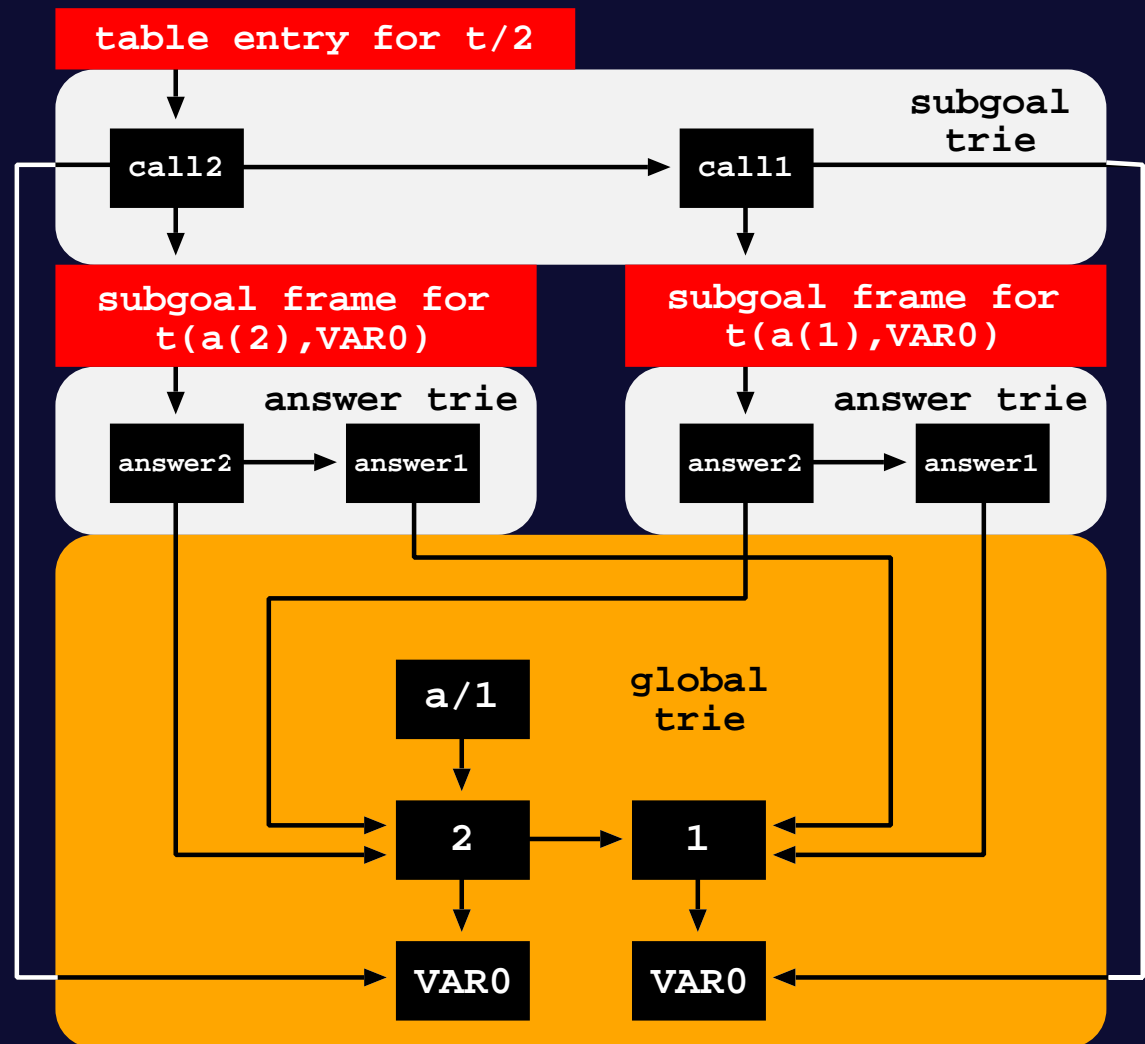 table entry for t/2
subgoal
trie
call2
call1
subgoal frame for
t(a(2),VAR0)
subgoal frame for
t(a(1),VAR0)
answer trie
answer2
answer1
answer trie
answer2
answer1
global
trie
a/1
2
1
VAR0
VAR0